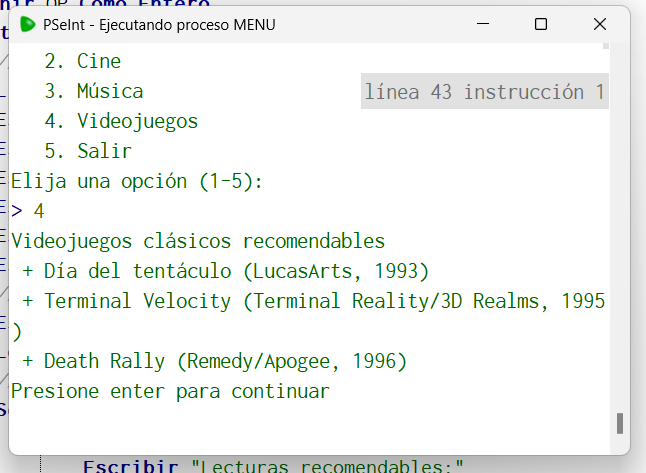 nir OP Como Entero
PSeInt - Ejecutando proceso MENU
2. Cine
3. Música
línea 43 instrucción 1
4. Videojuegos
5. Salir
Elija una opción (1-5):
> 4
Videojuegos clásicos recomendables
+ Día del tentáculo (LucasArts, 1993)
+ Terminal Velocity (Terminal Reality/3D Realms, 1995
)
+ Death Rally (Remedy/Apogee, 1996)
Presione enter para continuar
Escribir "Lecturas recomendables:"